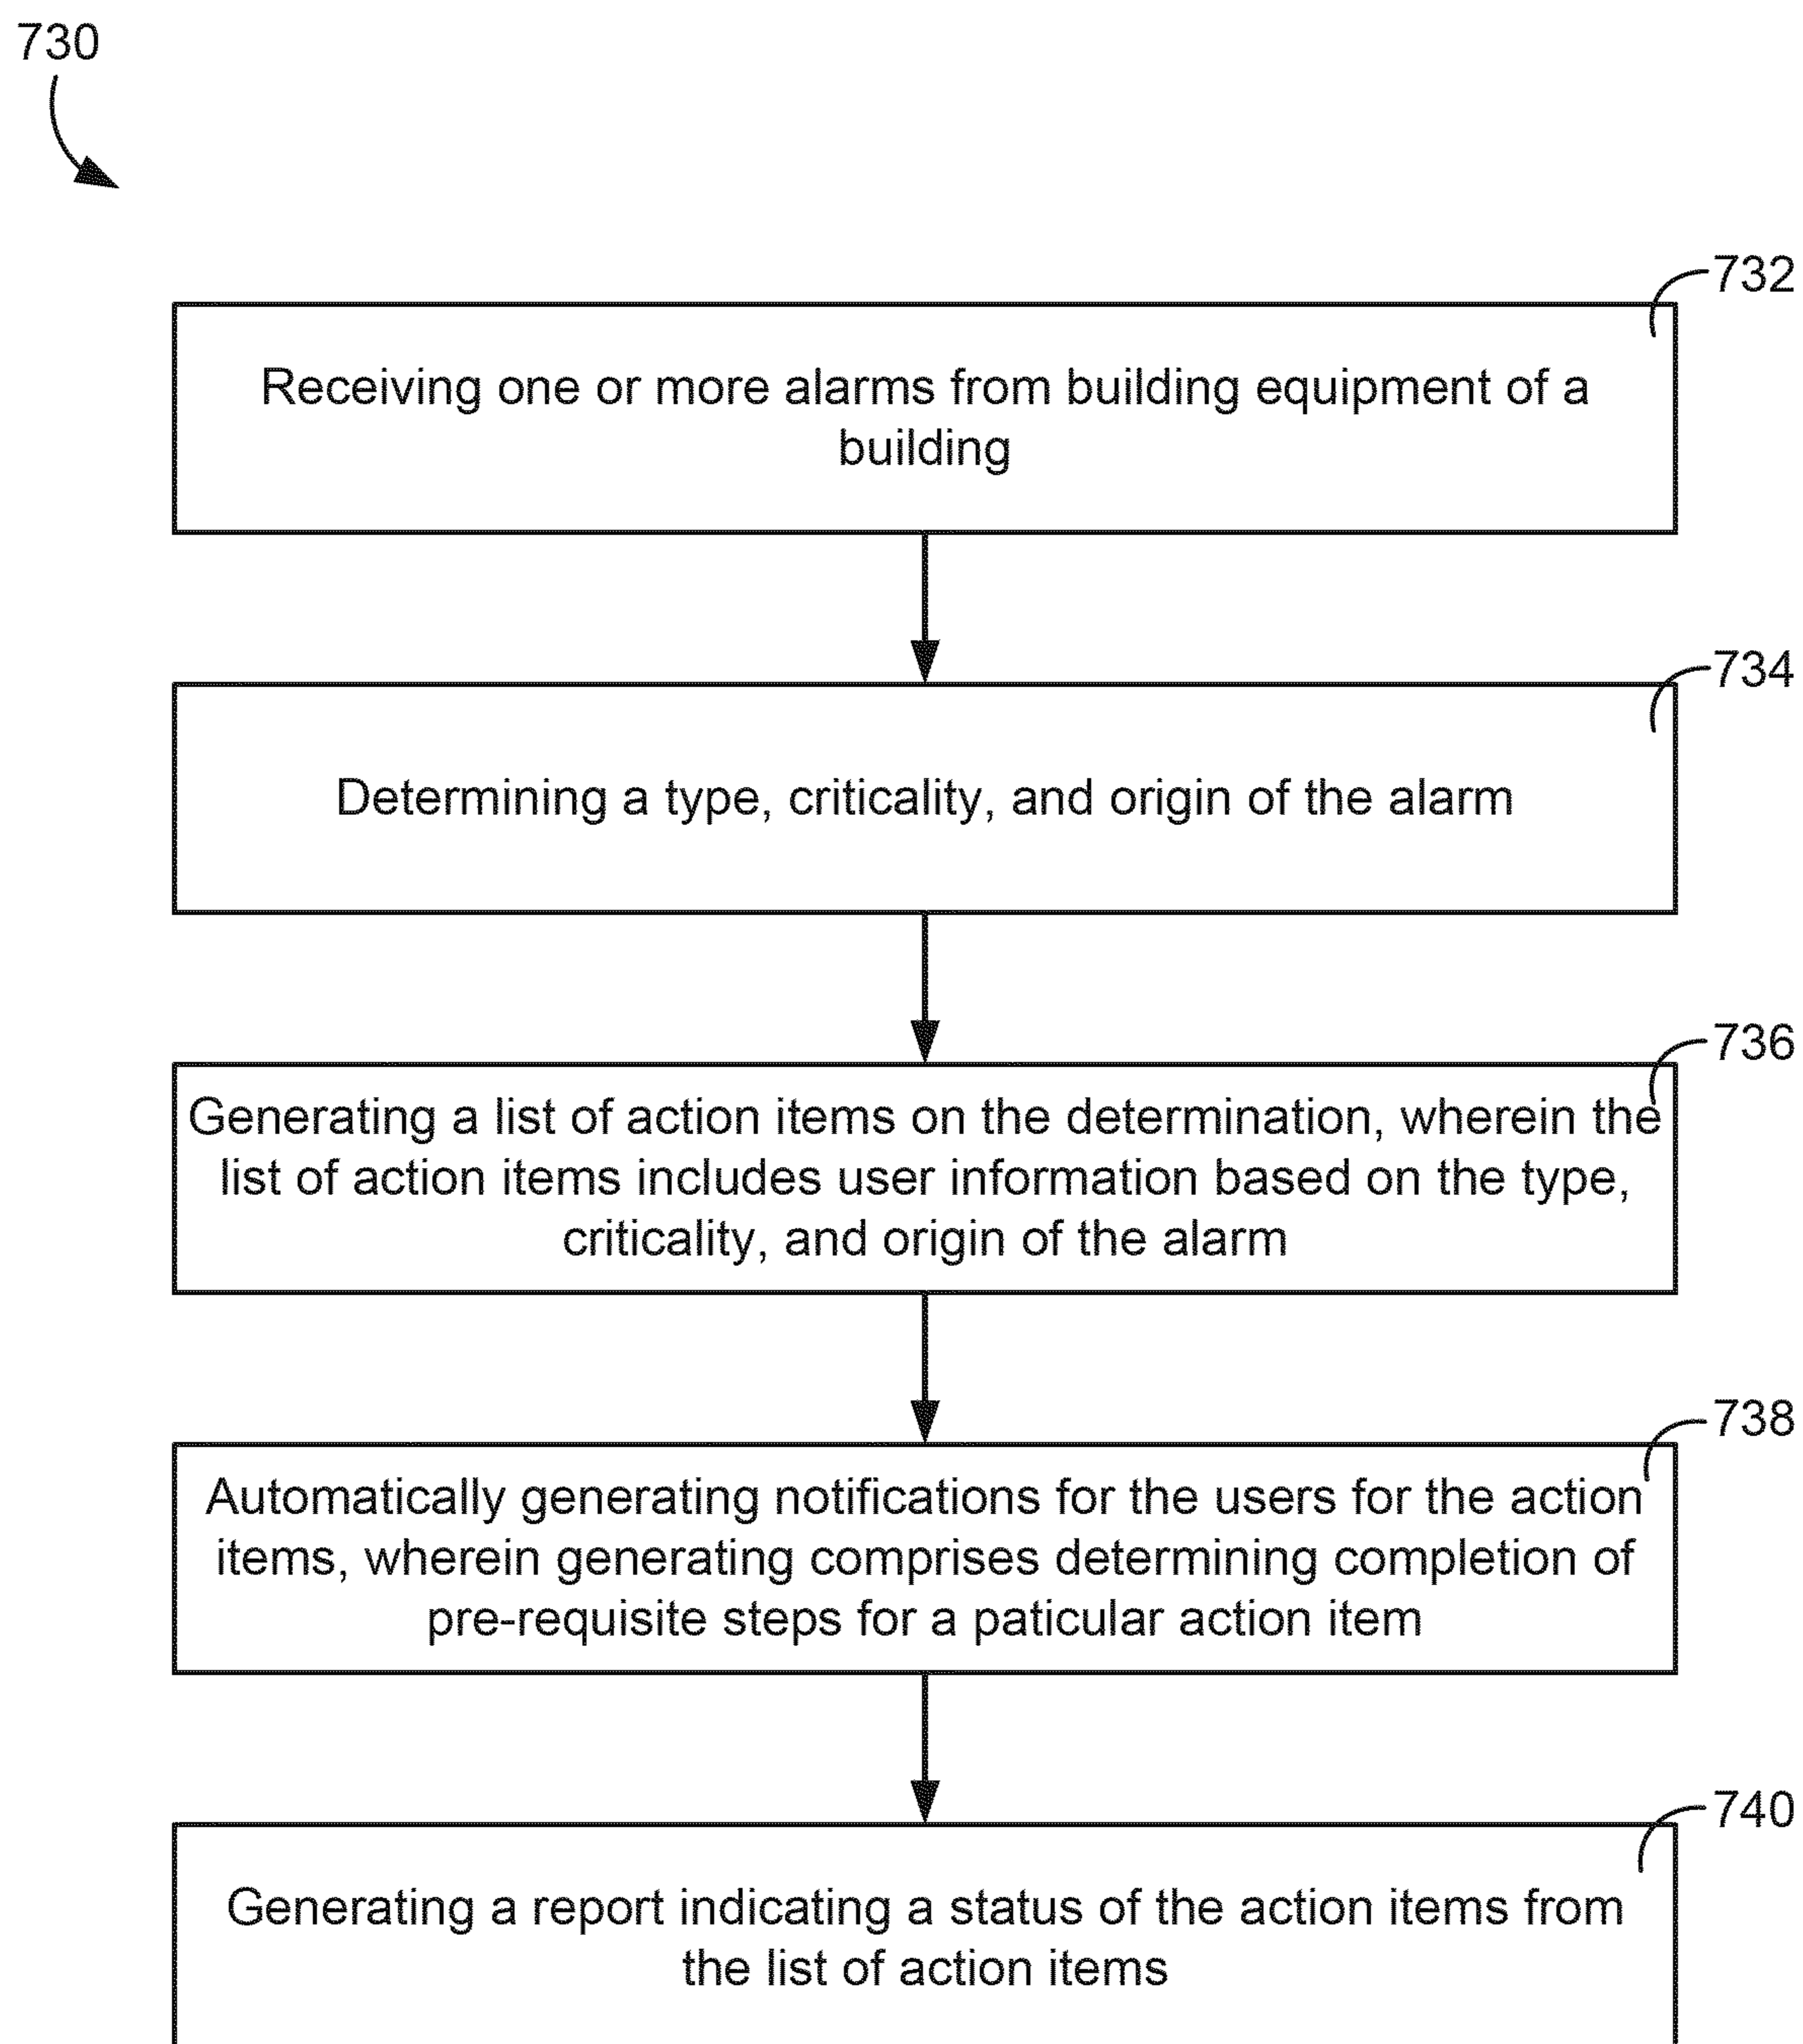 730
732
Receiving one or more alarms from building equipment of a
building
734
Determining a type, criticality, and origin of the alarm
736
Generating a list of action items on the determination, wherein the
list of action items includes user information based on the type,
criticality, and origin of the alarm
738
Automatically generating notifications for the users for the action
items, wherein generating comprises determining completion of
pre-requisite steps for a paticular action item
740
Generating a report indicating a status of the action items from
the list of action items